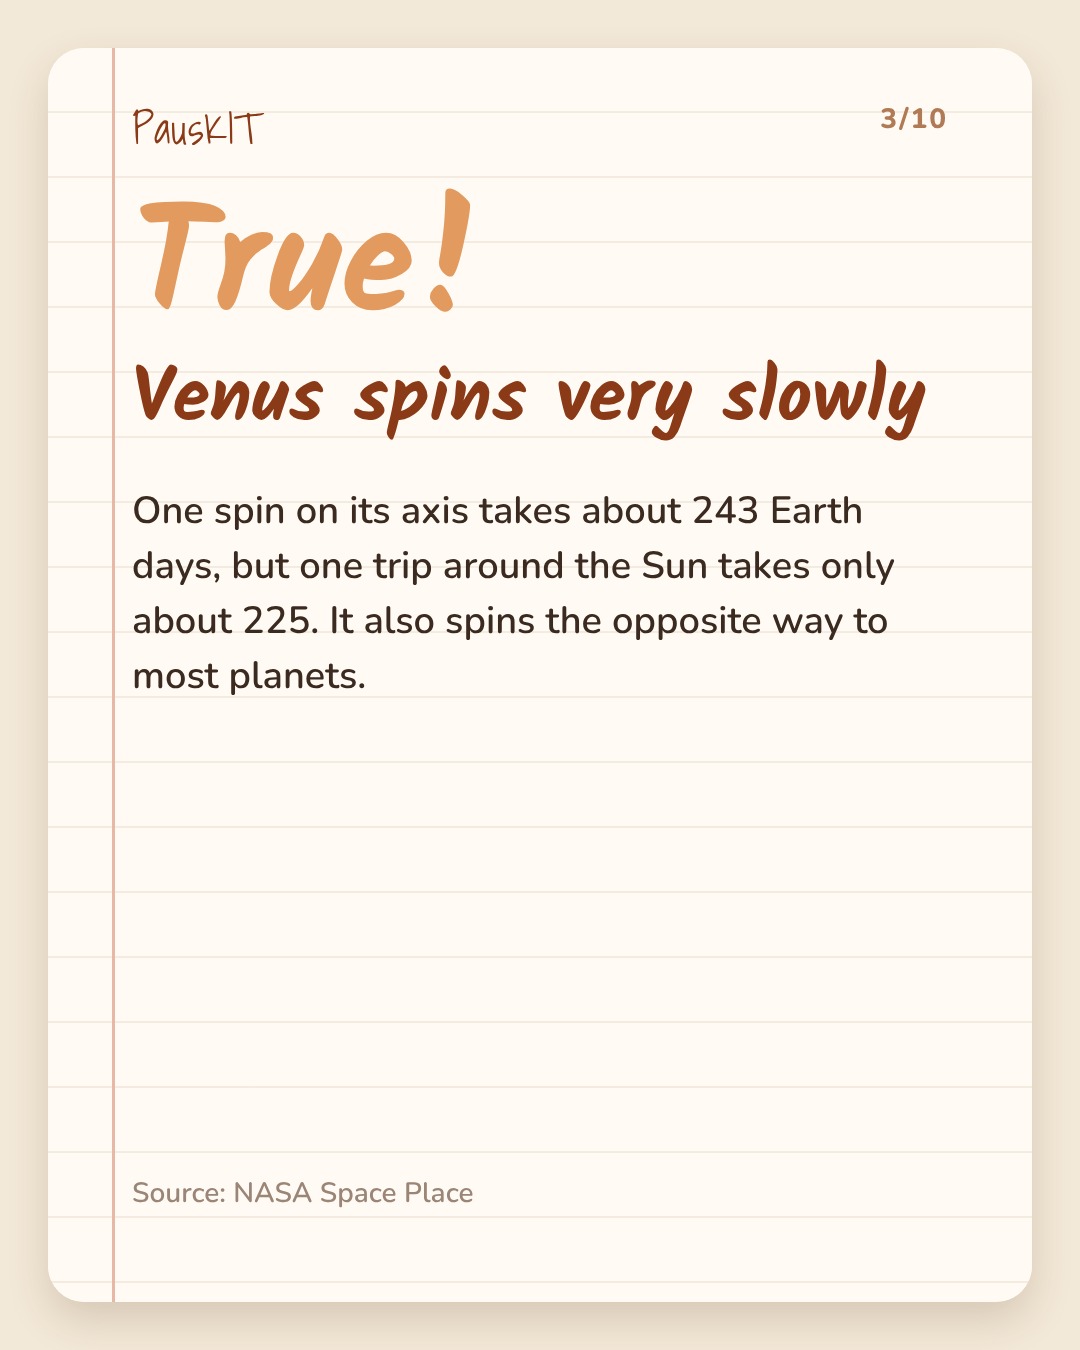 PausKIT
3/10
True!
Venus spins very slowly
One spin on its axis takes about 243 Earth
days, but one trip around the Sun takes only
about 225. It also spins the opposite way to
most planets.
Source: NASA Space Place